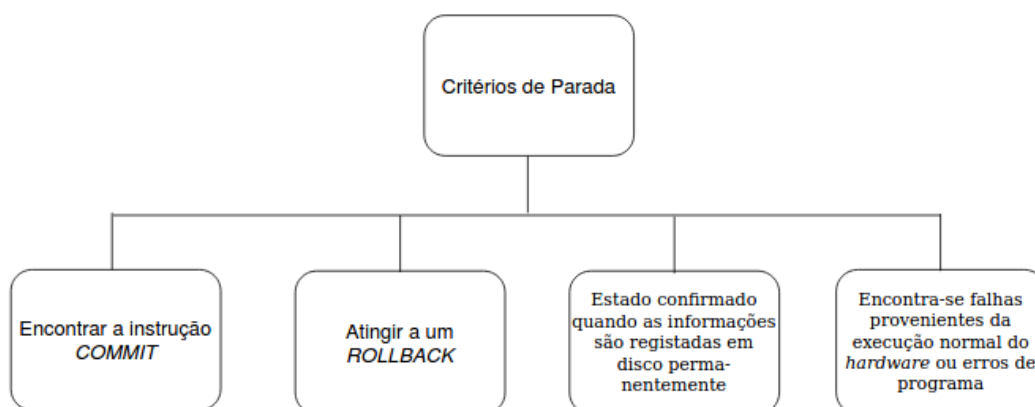 Critérios de Parada
Encontrar a instrução
COMMIT
Atingir a um
ROLLBACK
Estado confirmado
quando as informações
são registadas em
disco perma-
nentemente
Encontra-se falhas
provenientes da
execução normal do
hardware ou erros de
programa